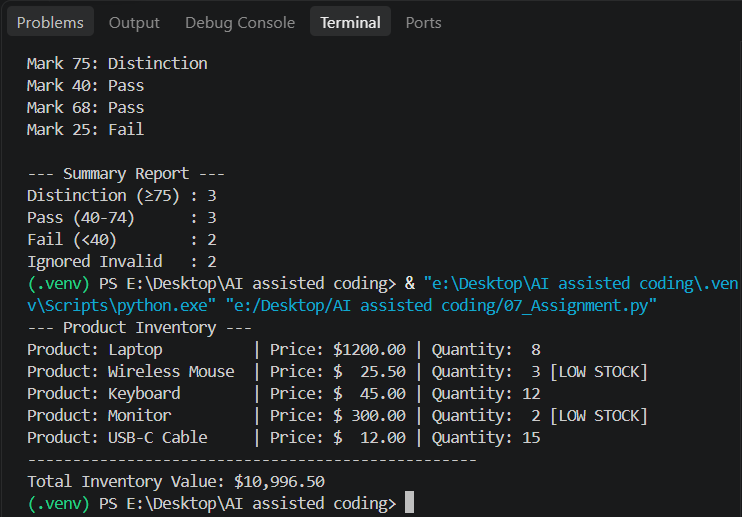 Problems Output Debug Console Terminal Ports
Mark 75: Distinction
Mark 40: Pass
Mark 68: Pass
Mark 25: Fail
--- Summary Report ---
Distinction (≥75) : 3
Pass (40-74)      : 3
Fail (<40)        : 2
Ignored Invalid   : 2
(.venv) PS E:\Desktop\AI assisted coding> & "e:\Desktop\AI assisted coding\.ven
v\Scripts\python.exe" "e:/Desktop/AI assisted coding/07_Assignment.py"
--- Product Inventory ---
Product: Laptop          | Price: $1200.00 | Quantity:  8
Product: Wireless Mouse  | Price: $  25.50 | Quantity:  3 [LOW STOCK]
Product: Keyboard        | Price: $  45.00 | Quantity: 12
Product: Monitor         | Price: $ 300.00 | Quantity:  2 [LOW STOCK]
Product: USB-C Cable     | Price: $  12.00 | Quantity: 15
--------------------------------------------------
Total Inventory Value: $10,996.50
(.venv) PS E:\Desktop\AI assisted coding>